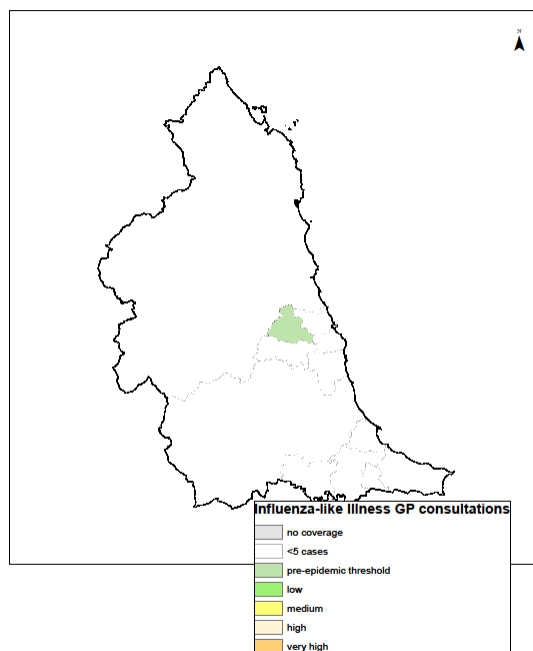 N
Influenza-like Illness GP consultations
no coverage
<5 cases
pre-epidemic threshold
low
medium
high
very high